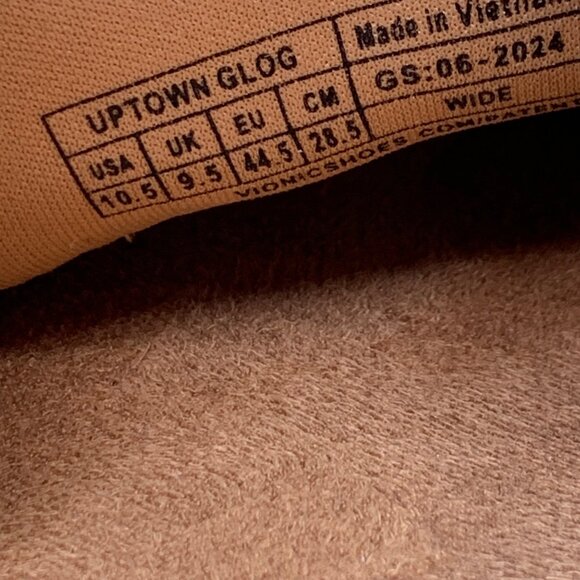 UPTOWN GLOG
USA UK EU CM
10.5 9.5 44.5 28.5
Made in Vietnam
GS:06-2024
WIDE
VIONICSHOES.COM/PATENT